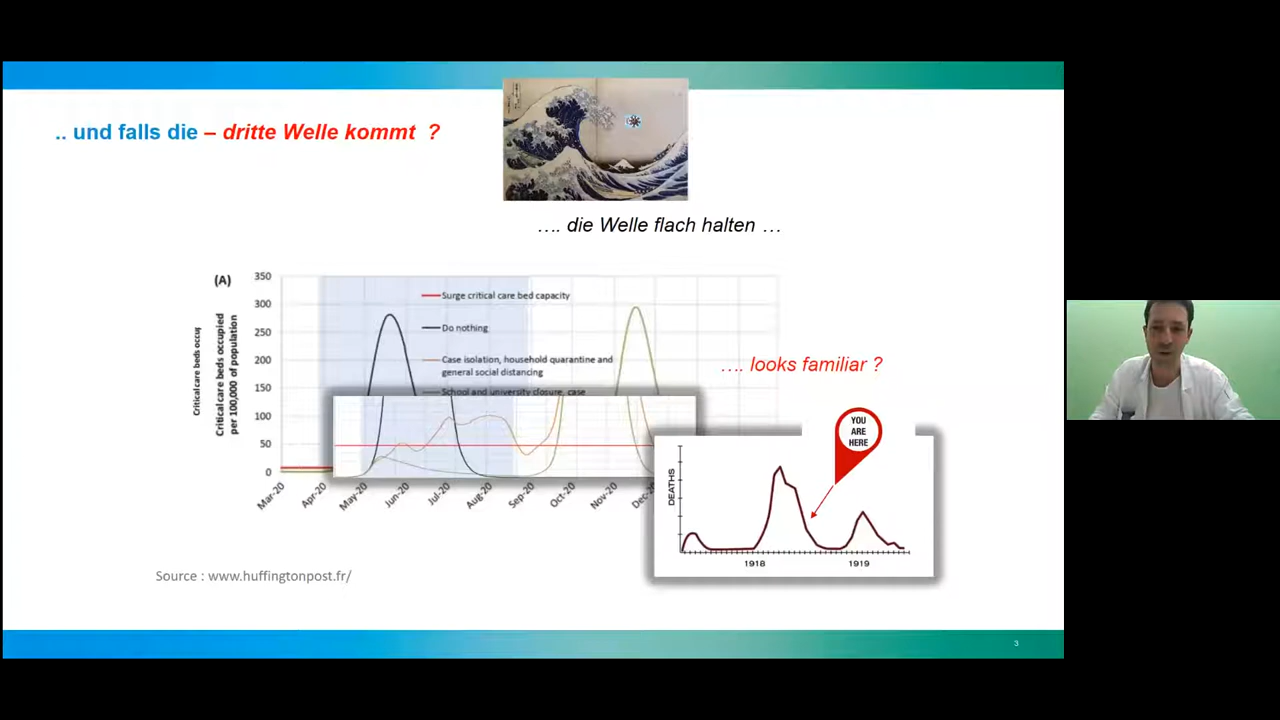 .. und falls die – dritte Welle kommt ?
…. die Welle flach halten …
(A)
350
300
250
200
150
100
50
0
Critical care beds occup
Critical care beds occupied
per 100,000 of population
Surge critical care bed capacity
Do nothing
Case isolation, household quarantine and
general social distancing
School and university closure, case
Mar-20
Apr-20
May-20
Jun-20
Jul-20
Aug-20
Sep-20
Oct-20
Nov-20
…. looks familiar ?
YOU
ARE
HERE
DEATHS
1918
1919
Source : www.huffingtonpost.fr/
3